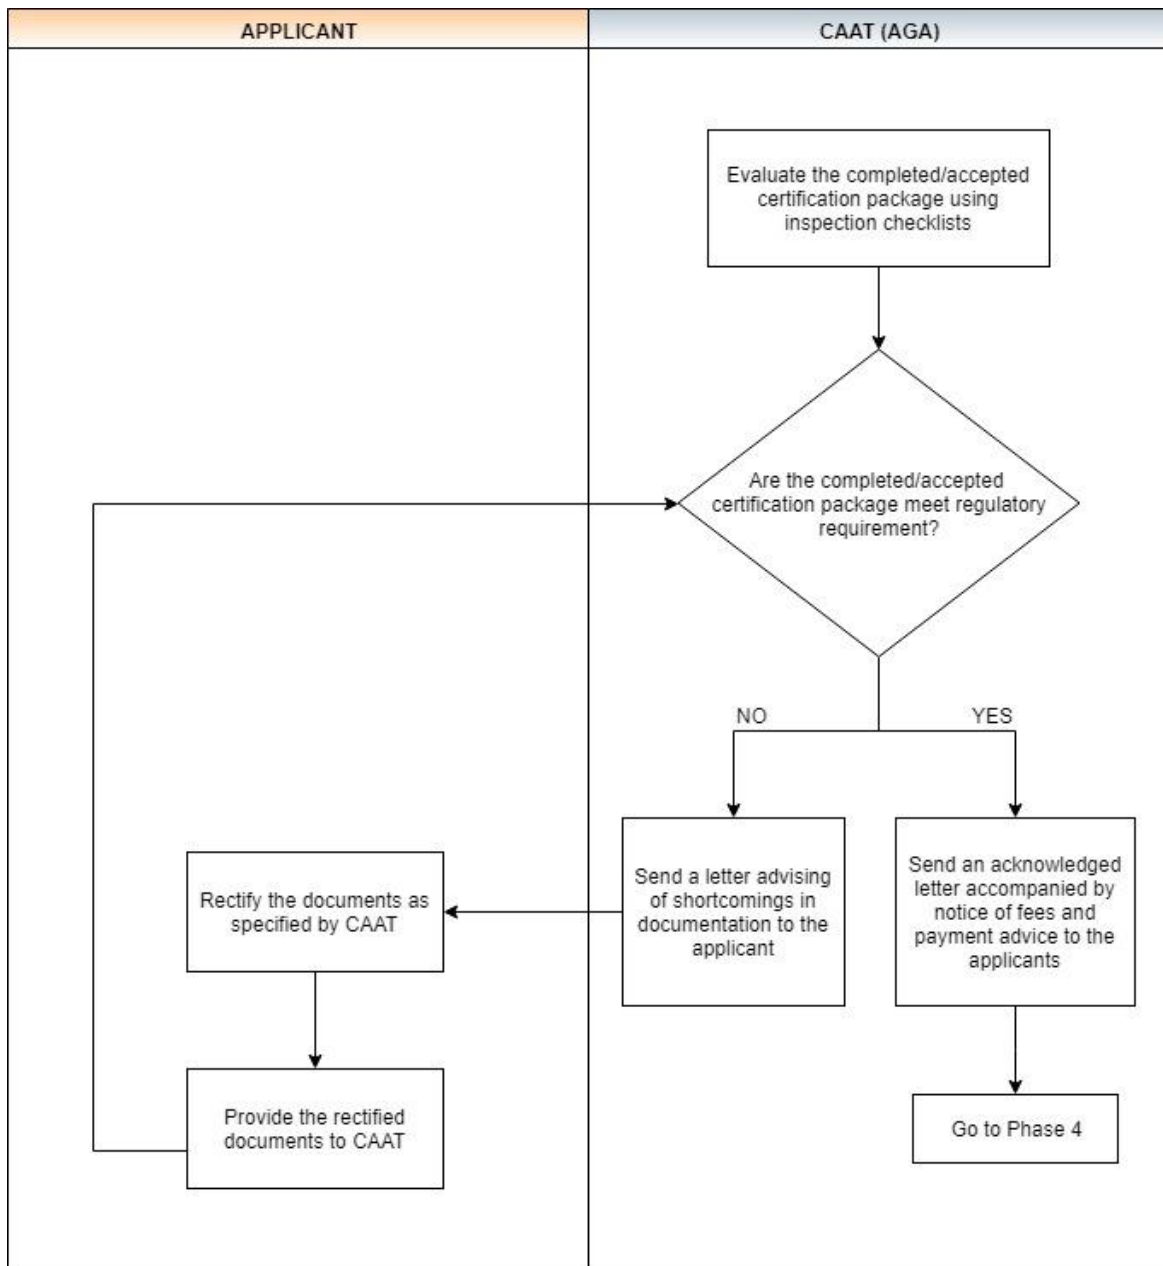 APPLICANT
CAAT (AGA)
Evaluate the completed/accepted
certification package using
inspection checklists
Are the completed/accepted
certification package meet regulatory
requirement?
NO
YES
Send a letter advising
of shortcomings in
documentation to the
applicant
Send an acknowledged
letter accompanied by
notice of fees and
payment advice to the
applicants
Rectify the documents as
specified by CAAT
Provide the rectified
documents to CAAT
Go to Phase 4